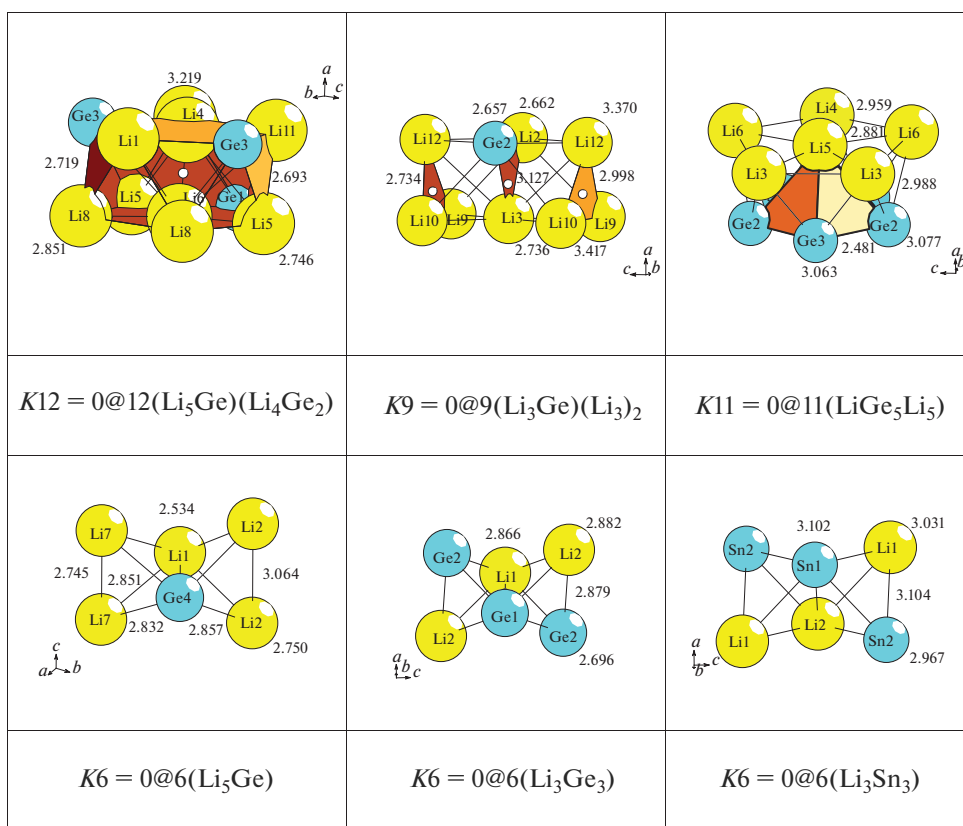 3.219
a
b c
Ge3 Li4
Li1 Ge3 Li11
2.719
2.693
Li5 Li6 Ge1
Li8 Li8 Li5
2.851
2.746
2.657 2.662 3.370
Li12 Ge2 Li2 Li12
2.734 3.127 2.998
Li10 Li9 Li3 Li10 Li9
2.736 3.417
a
c b
Li4 2.959
Li6 2.881 Li6
Li5
Li3 Li3
2.988
Ge2 Ge3 Ge2
2.481 3.077
3.063
a
c b
K12 = 0@12(Li₅Ge)(Li₄Ge₂)
K9 = 0@9(Li₃Ge)(Li₃)₂
K11 = 0@11(LiGe₅Li₅)
2.534
Li7 Li1 Li2
2.745 2.851 3.064
Ge4
Li7 Li2
2.832 2.857
2.750
c
a b
2.866 2.882
Ge2 Li2
Li1
2.879
Ge1
Li2 Ge2
2.696
a b
c
3.102 3.031
Sn2 Sn1 Li1
3.104
Li1 Li2 Sn2
2.967
a
b c
K6 = 0@6(Li₅Ge)
K6 = 0@6(Li₃Ge₃)
K6 = 0@6(Li₃Sn₃)